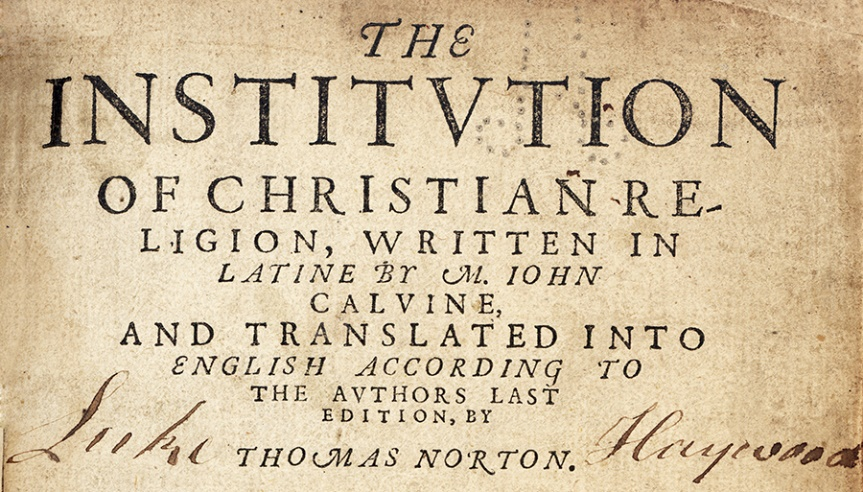 THE
INSTITVTION
OF CHRISTIAN RE-
LIGION, WRITTEN IN
LATINE BY M. IOHN
CALVINE,
AND TRANSLATED INTO
ENGLISH ACCORDING TO
THE AVTHORS LAST
EDITION, BY
Luke THOMAS NORTON. Haywood